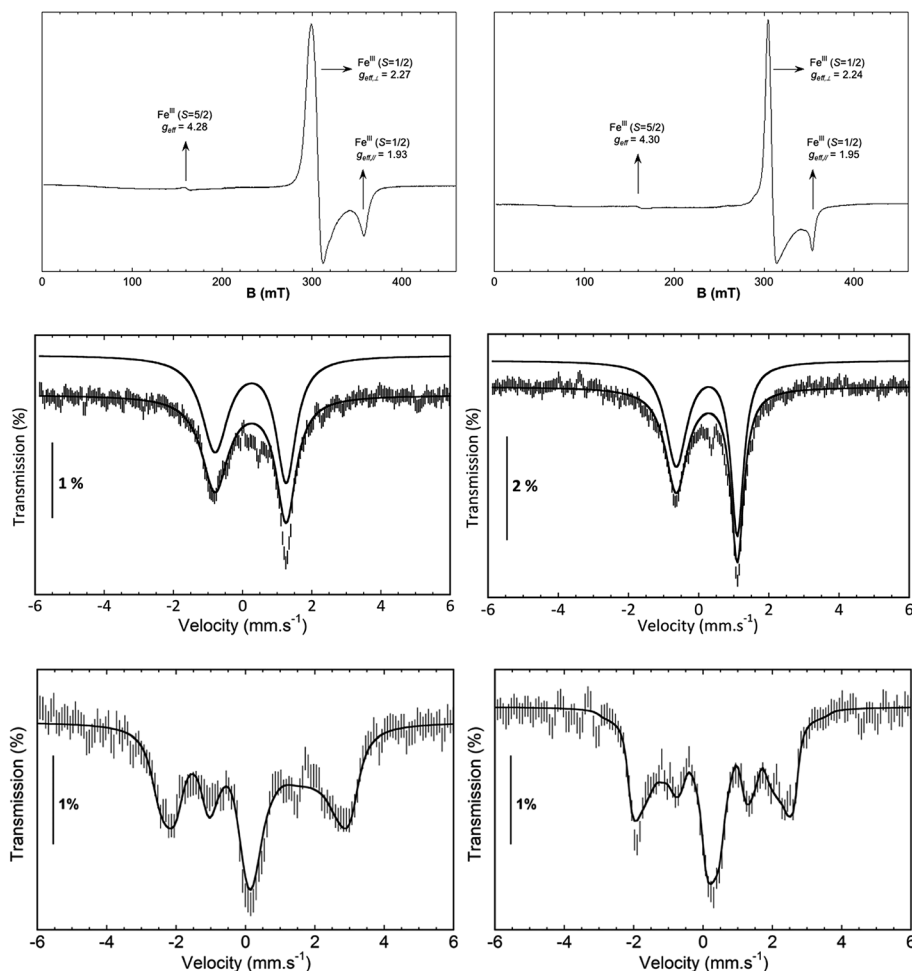 Fe^III (S=1/2)
g_eff,⊥ = 2.27
Fe^III (S=5/2)
g_eff = 4.28
Fe^III (S=1/2)
g_eff,// = 1.93
0 100 200 300 400
B (mT)
Fe^III (S=1/2)
g_eff,⊥ = 2.24
Fe^III (S=5/2)
g_eff = 4.30
Fe^III (S=1/2)
g_eff,// = 1.95
0 100 200 300 400
B (mT)
Transmission (%)
1 %
-6 -4 -2 0 2 4 6
Velocity (mm.s⁻¹)
Transmission (%)
2 %
-6 -4 -2 0 2 4 6
Velocity (mm.s⁻¹)
Transmission (%)
1%
-6 -4 -2 0 2 4 6
Velocity (mm.s⁻¹)
Transmission (%)
1%
-6 -4 -2 0 2 4 6
Velocity (mm.s⁻¹)